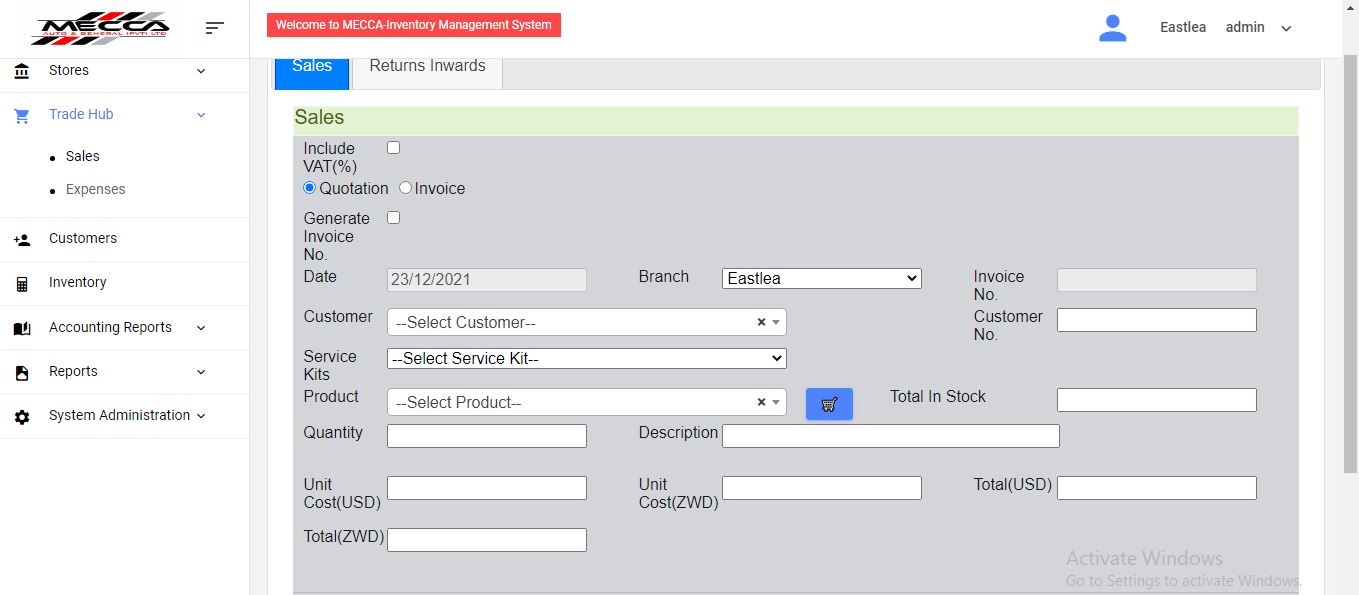 MECCA
AUTO & GENERAL (PVT) LTD
Welcome to MECCA-Inventory Management System
Eastlea admin
Stores
Trade Hub
Sales
Expenses
Customers
Inventory
Accounting Reports
Reports
System Administration
Sales Returns Inwards
Sales
Include
VAT(%)
Quotation Invoice
Generate
Invoice
No.
Date 23/12/2021 Branch Eastlea Invoice
No.
Customer --Select Customer-- × Customer
No.
Service
Kits --Select Service Kit--
Product --Select Product-- × Total In Stock
Quantity Description
Unit
Cost(USD) Unit
Cost(ZWD) Total(USD)
Total(ZWD)
Activate Windows
Go to Settings to activate Windows.